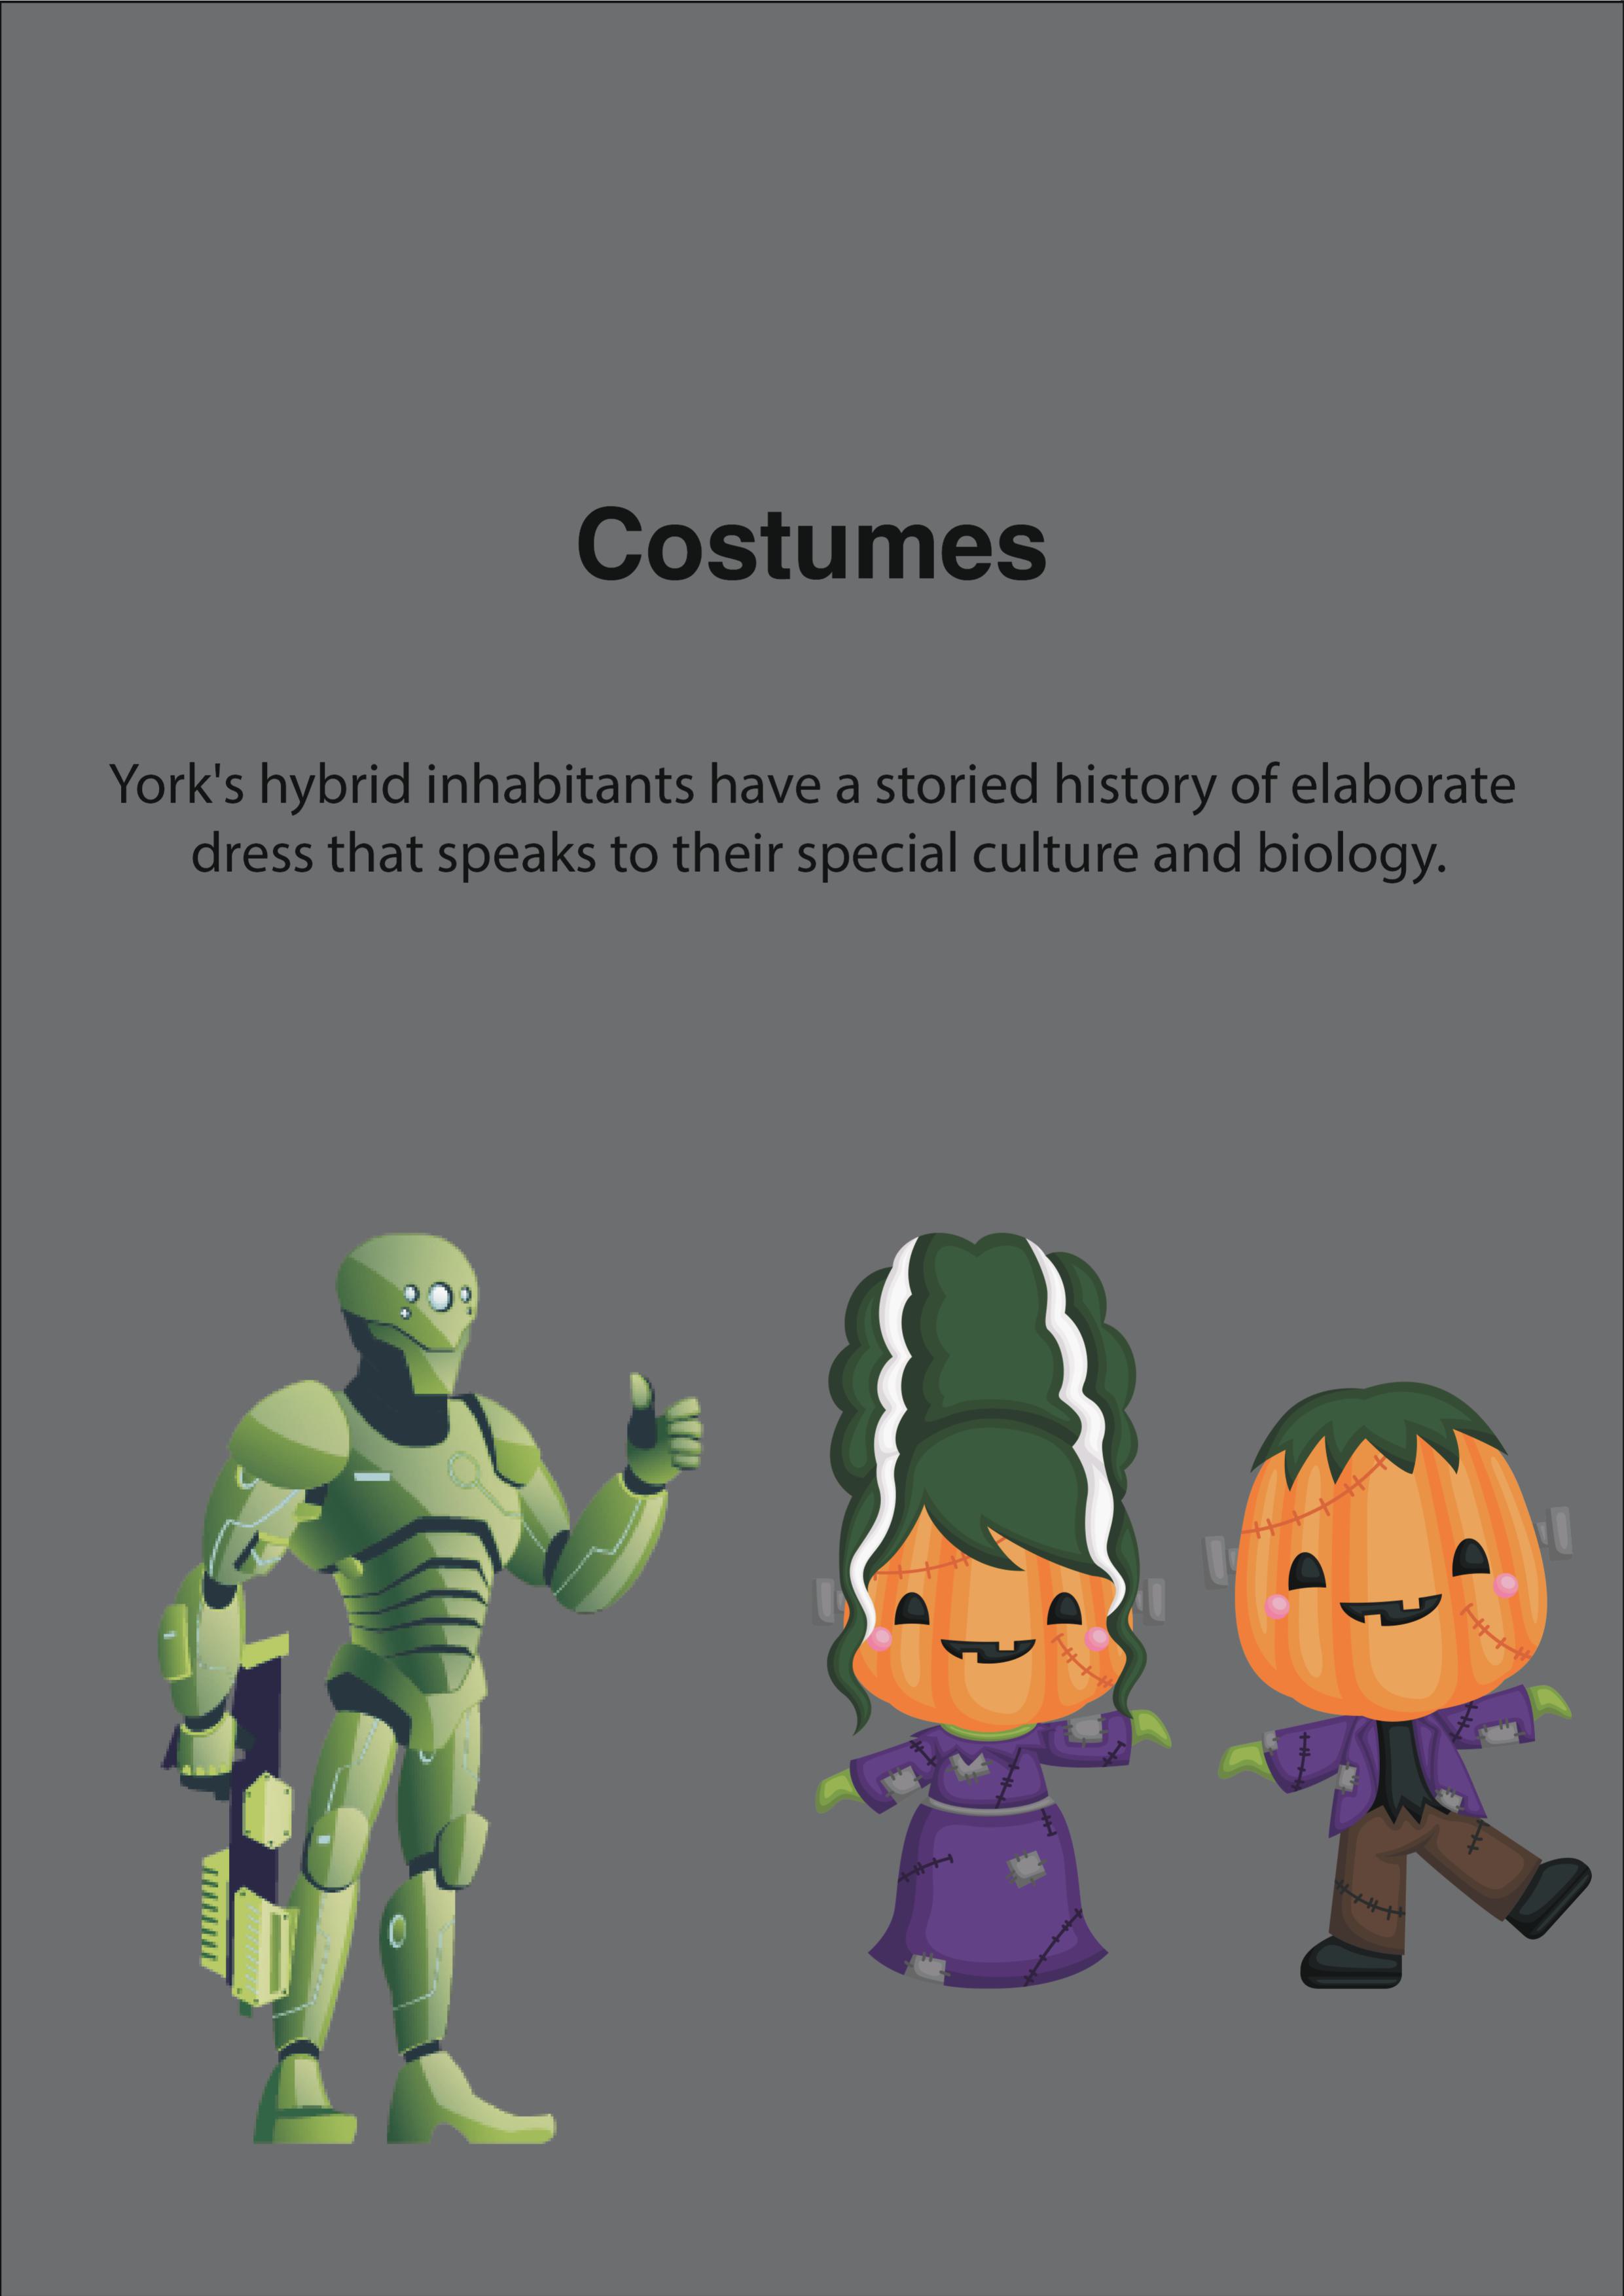 Costumes
York's hybrid inhabitants have a storied history of elaborate
dress that speaks to their special culture and biology.